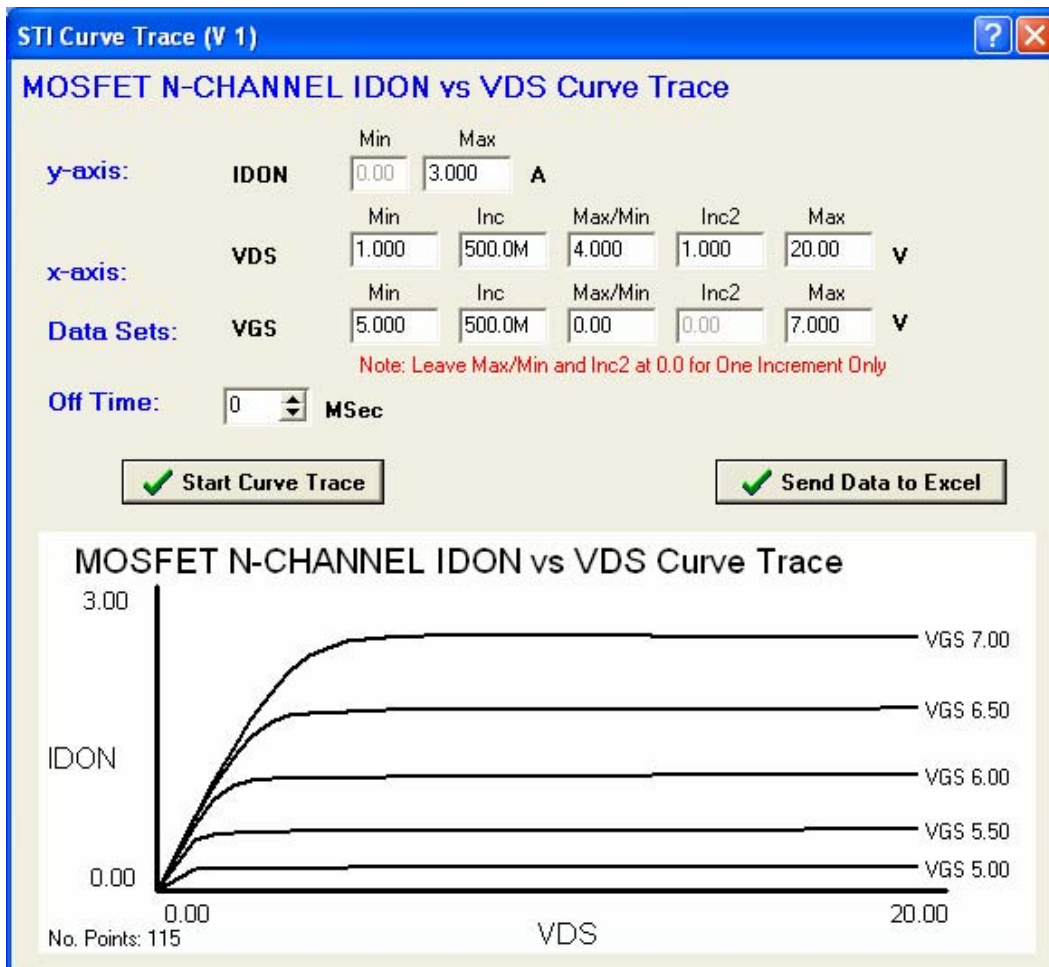 STI Curve Trace (V 1)
MOSFET N-CHANNEL IDON vs VDS Curve Trace
Min Max
y-axis: IDON 0.00 3.000 A
Min Inc Max/Min Inc2 Max
VDS 1.000 500.0M 4.000 1.000 20.00 V
x-axis:
Min Inc Max/Min Inc2 Max
Data Sets: VGS 5.000 500.0M 0.00 0.00 7.000 V
Note: Leave Max/Min and Inc2 at 0.0 for One Increment Only
Off Time: 0 MSec
Start Curve Trace Send Data to Excel
MOSFET N-CHANNEL IDON vs VDS Curve Trace
3.00
VGS 7.00
VGS 6.50
IDON
VGS 6.00
VGS 5.50
0.00 VGS 5.00
0.00 20.00
No. Points: 115 VDS